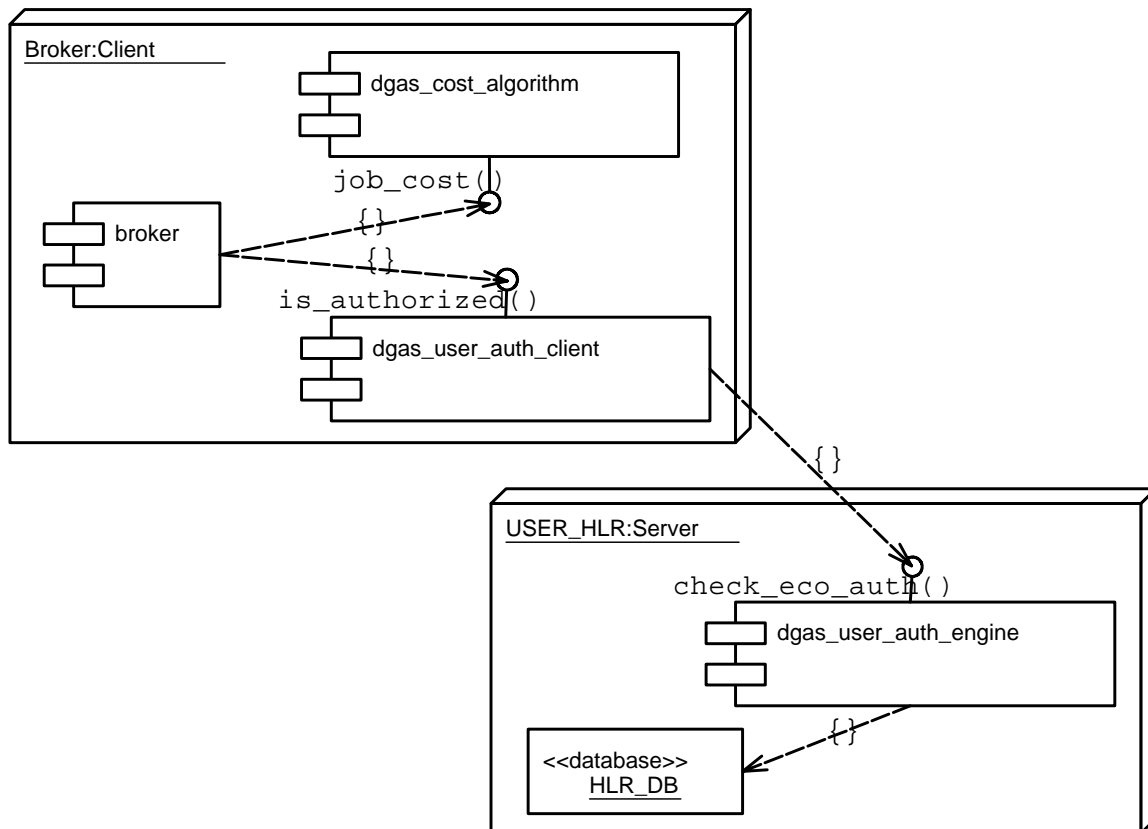 Broker:Client
dgas_cost_algorithm
job_cost()
{}
broker
{}
is_authorized()
dgas_user_auth_client
{}
USER_HLR:Server
check_eco_auth()
dgas_user_auth_engine
{}
<<database>>
HLR_DB